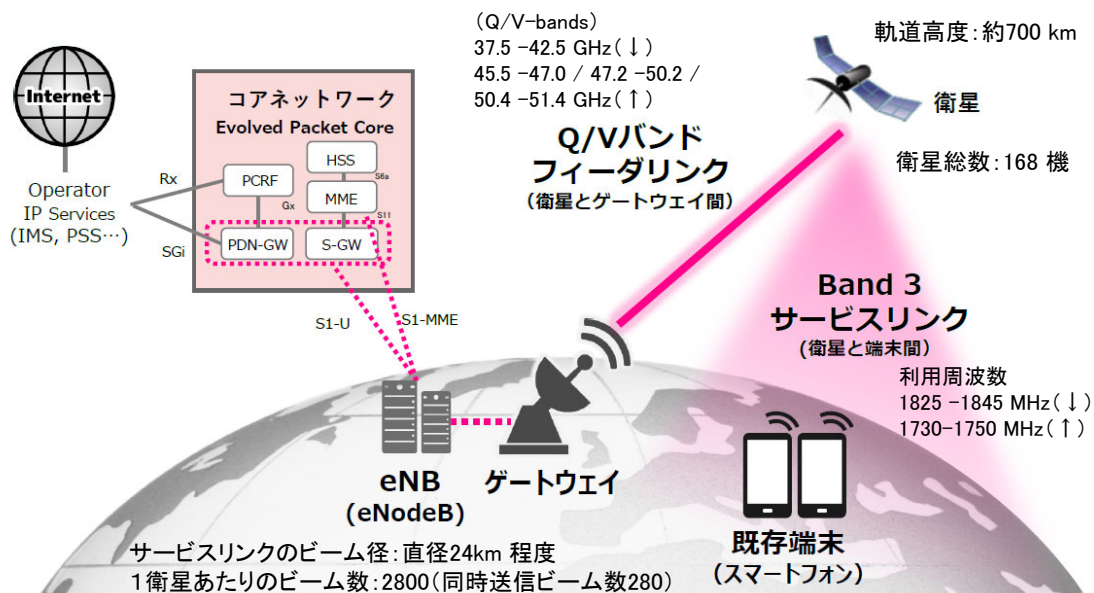 (Q/V-bands)
37.5 -42.5 GHz(↓)
45.5 -47.0 / 47.2 -50.2 /
50.4 -51.4 GHz(↑)
軌道高度：約700 km
衛星
衛星総数：168 機
Q/Vバンド
フィーダリンク
(衛星とゲートウェイ間)
Internet
Operator
IP Services
(IMS, PSS…)
Rx
SGi
コアネットワーク
Evolved Packet Core
HSS
S6a
PCRF
MME
Gx
S11
PDN-GW
S-GW
S1-U
S1-MME
Band 3
サービスリンク
(衛星と端末間)
利用周波数
1825 -1845 MHz(↓)
1730-1750 MHz(↑)
eNB
(eNodeB)
ゲートウェイ
既存端末
(スマートフォン)
サービスリンクのビーム径：直径24km 程度
１衛星あたりのビーム数：2800(同時送信ビーム数280)